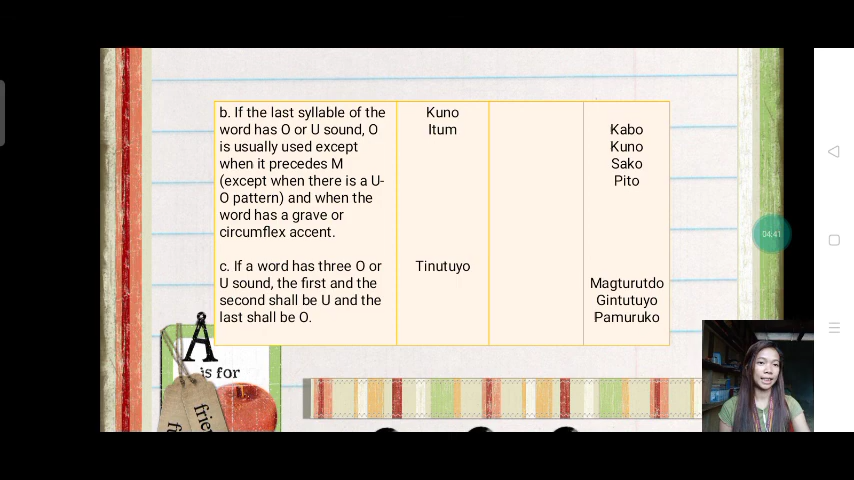 b. If the last syllable of the
word has O or U sound, O
is usually used except
when it precedes M
(except when there is a U-
O pattern) and when the
word has a grave or
circumflex accent.
c. If a word has three O or
U sound, the first and the
second shall be U and the
last shall be O.
Kuno
Itum
Tinutuyo
Kabo
Kuno
Sako
Pito
Magturutdo
Gintutuyo
Pamuruko
04:41
A
is for
frien